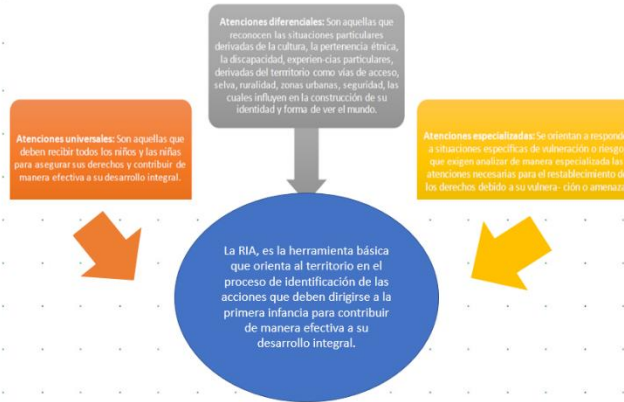 Atenciones diferenciales: Son aquellas que
reconocen las situaciones particulares
derivadas de la cultura, la pertenencia étnica,
la discapacidad, experien-cias particulares,
derivadas del territorio como vías de acceso,
selva, ruralidad, zonas urbanas, seguridad, las
cuales influyen en la construcción de su
identidad y forma de ver el mundo.
Atenciones universales: Son aquellas que
deben recibir todos los niños y las niñas
para asegurar sus derechos y contribuir de
manera efectiva a su desarrollo integral.
Atenciones especializadas: Se orientan a responder
a situaciones específicas de vulneración o riesgo
que exigen analizar de manera especializada las
atenciones necesarias para el restablecimiento de
los derechos debido a su vulnera- ción o amenaza
La RIA, es la herramienta básica
que orienta al territorio en el
proceso de identificación de las
acciones que deben dirigirse a la
primera infancia para contribuir
de manera efectiva a su
desarrollo integral.